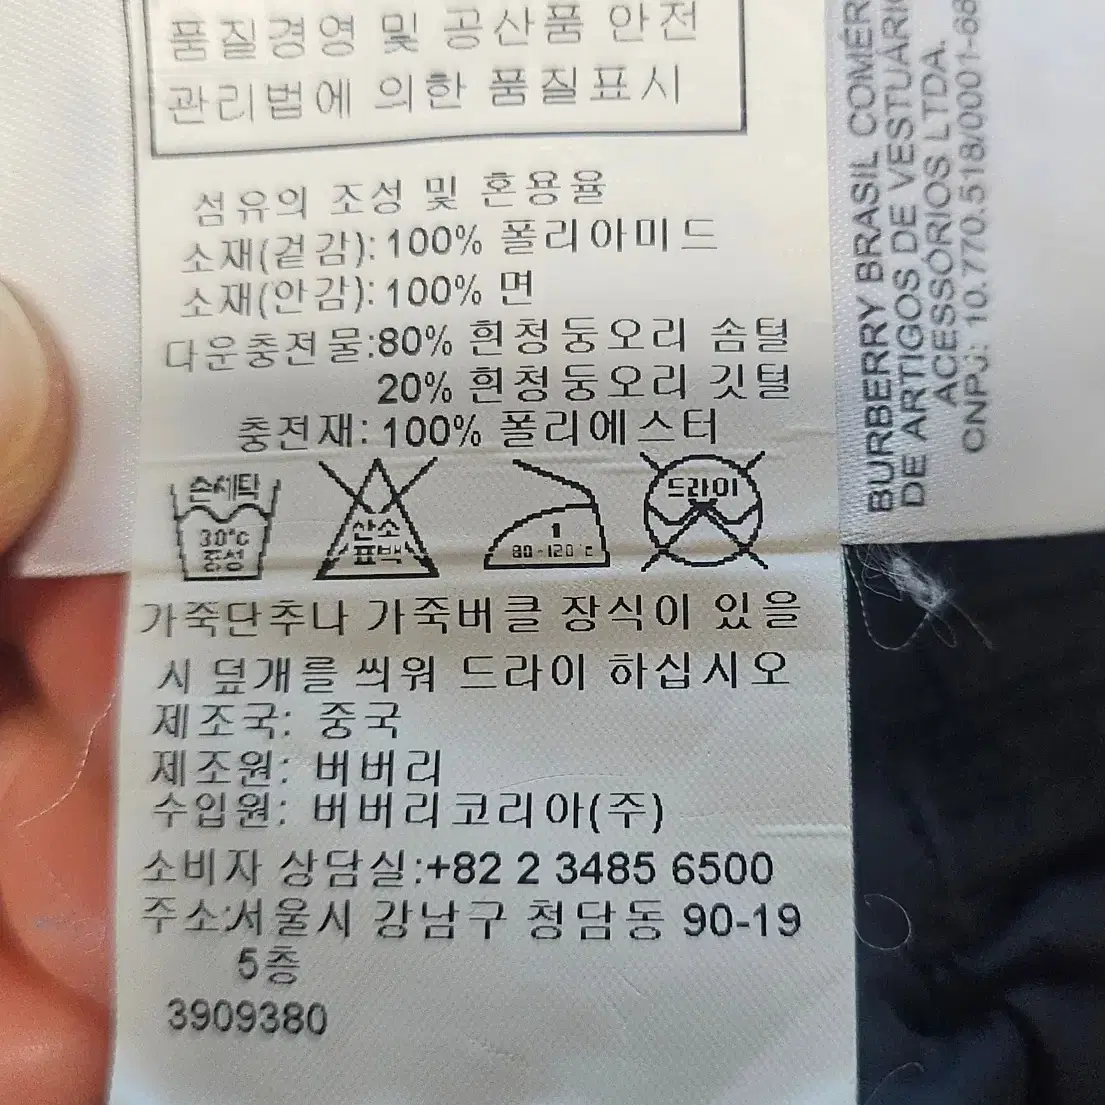 품질경영 및 공산품 안전
관리법에 의한 품질표시
섬유의 조성 및 혼용율
소재(겉감): 100% 폴리아미드
소재(안감): 100% 면
다운충전물:80% 흰청둥오리 솜털
20% 흰청둥오리 깃털
충전재: 100% 폴리에스터
손세탁
30°c
중성
산소
표백
1
80-120°c
드라이
가죽단추나 가죽버클 장식이 있을
시 덮개를 씌워 드라이 하십시오
제조국: 중국
제조원: 버버리
수입원: 버버리코리아(주)
소비자 상담실:+82 2 3485 6500
주소:서울시 강남구 청담동 90-19
5층
3909380
BURBERRY BRASIL COMÉR
DE ARTIGOS DE VESTUÁRIO
ACESSÓRIOS LTDA.
CNPJ: 10.770.518/0001-68